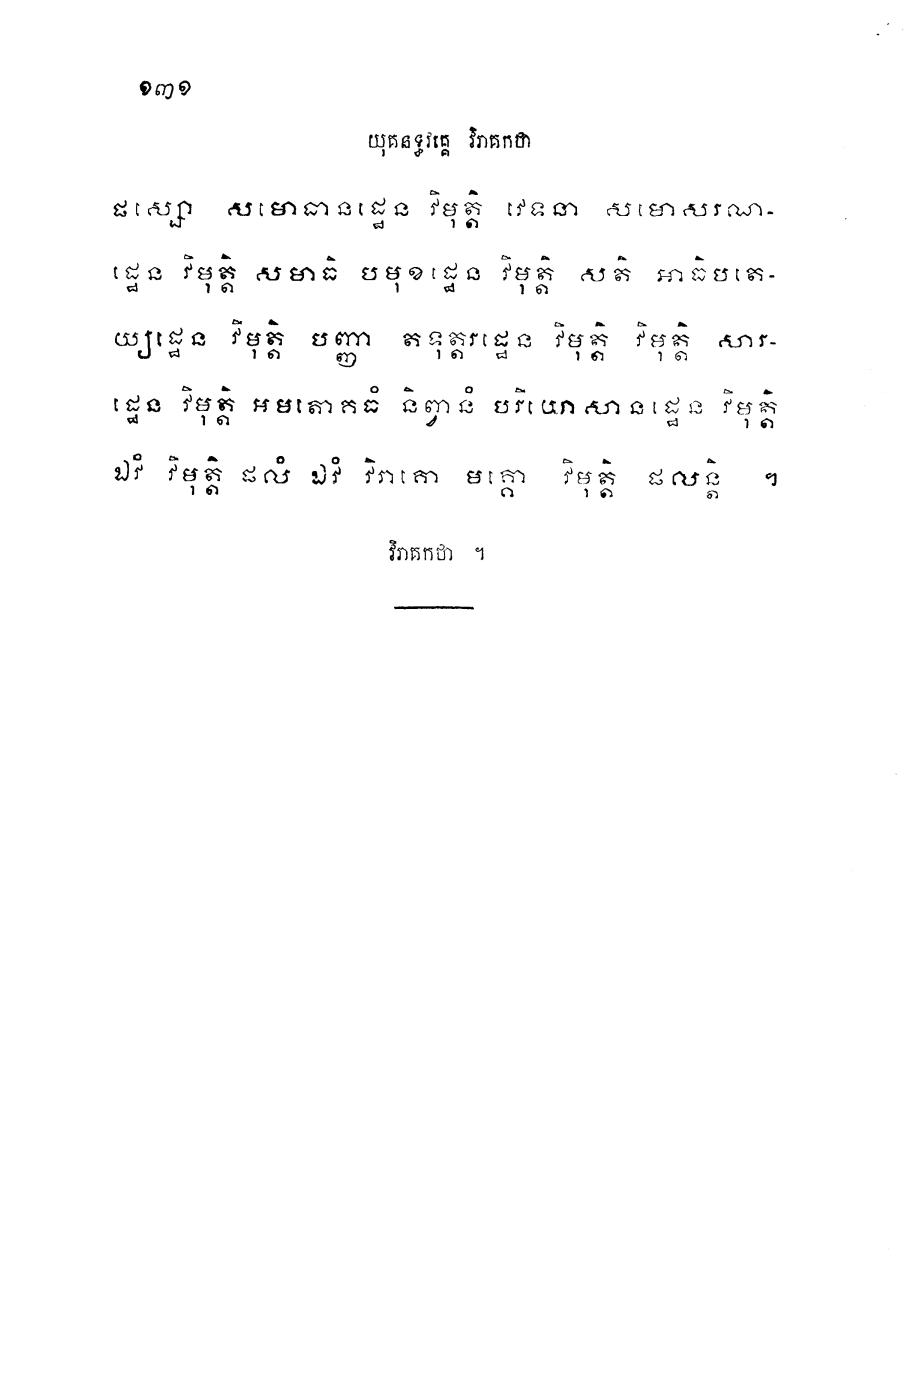 ១៣១
យុគនទ្ធវគ្គេ វិរាគកថា
ផស្សោ សមោធានដ្ឋេន វិមុត្តិ វេទនា សមោសរណា-
ដ្ឋេន វិមុត្តិ សមាធិ បមុខដ្ឋេន វិមុត្តិ សតិ អាធិបតេ-
យ្យដ្ឋេន វិមុត្តិ បញ្ញា តទុត្តរដ្ឋេន វិមុត្តិ វិមុត្តិ សារ-
ដ្ឋេន វិមុត្តិ អមតោគធំ និព្វានំ បរិយោសានដ្ឋេន វិមុត្តិ
ឯវំ វិមុត្តិ ផលំ ឯវំ វិរាគោ មគ្គោ វិមុត្តិ ផលន្តិ ។
វិរាគកថា ។